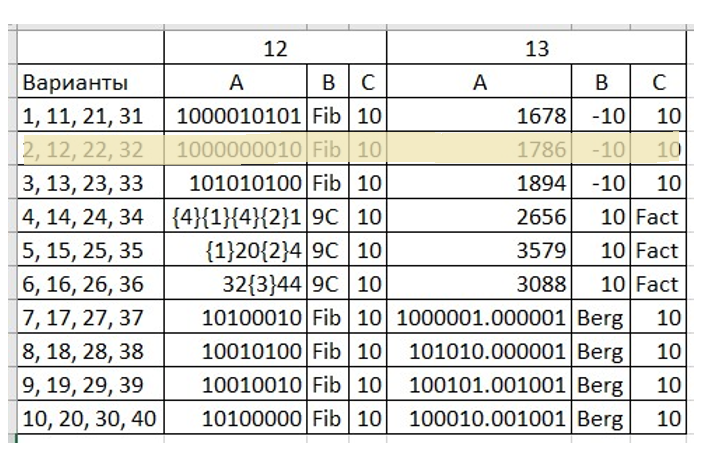 12 13
Варианты A B C A B C
1, 11, 21, 31 1000010101 Fib 10 1678 -10 10
2, 12, 22, 32 1000000010 Fib 10 1786 -10 10
3, 13, 23, 33 101010100 Fib 10 1894 -10 10
4, 14, 24, 34 {4}{1}{4}{2}1 9C 10 2656 10 Fact
5, 15, 25, 35 {1}20{2}4 9C 10 3579 10 Fact
6, 16, 26, 36 32{3}44 9C 10 3088 10 Fact
7, 17, 27, 37 10100010 Fib 10 1000001.000001 Berg 10
8, 18, 28, 38 10010100 Fib 10 101010.000001 Berg 10
9, 19, 29, 39 10010010 Fib 10 100101.001001 Berg 10
10, 20, 30, 40 10100000 Fib 10 100010.001001 Berg 10